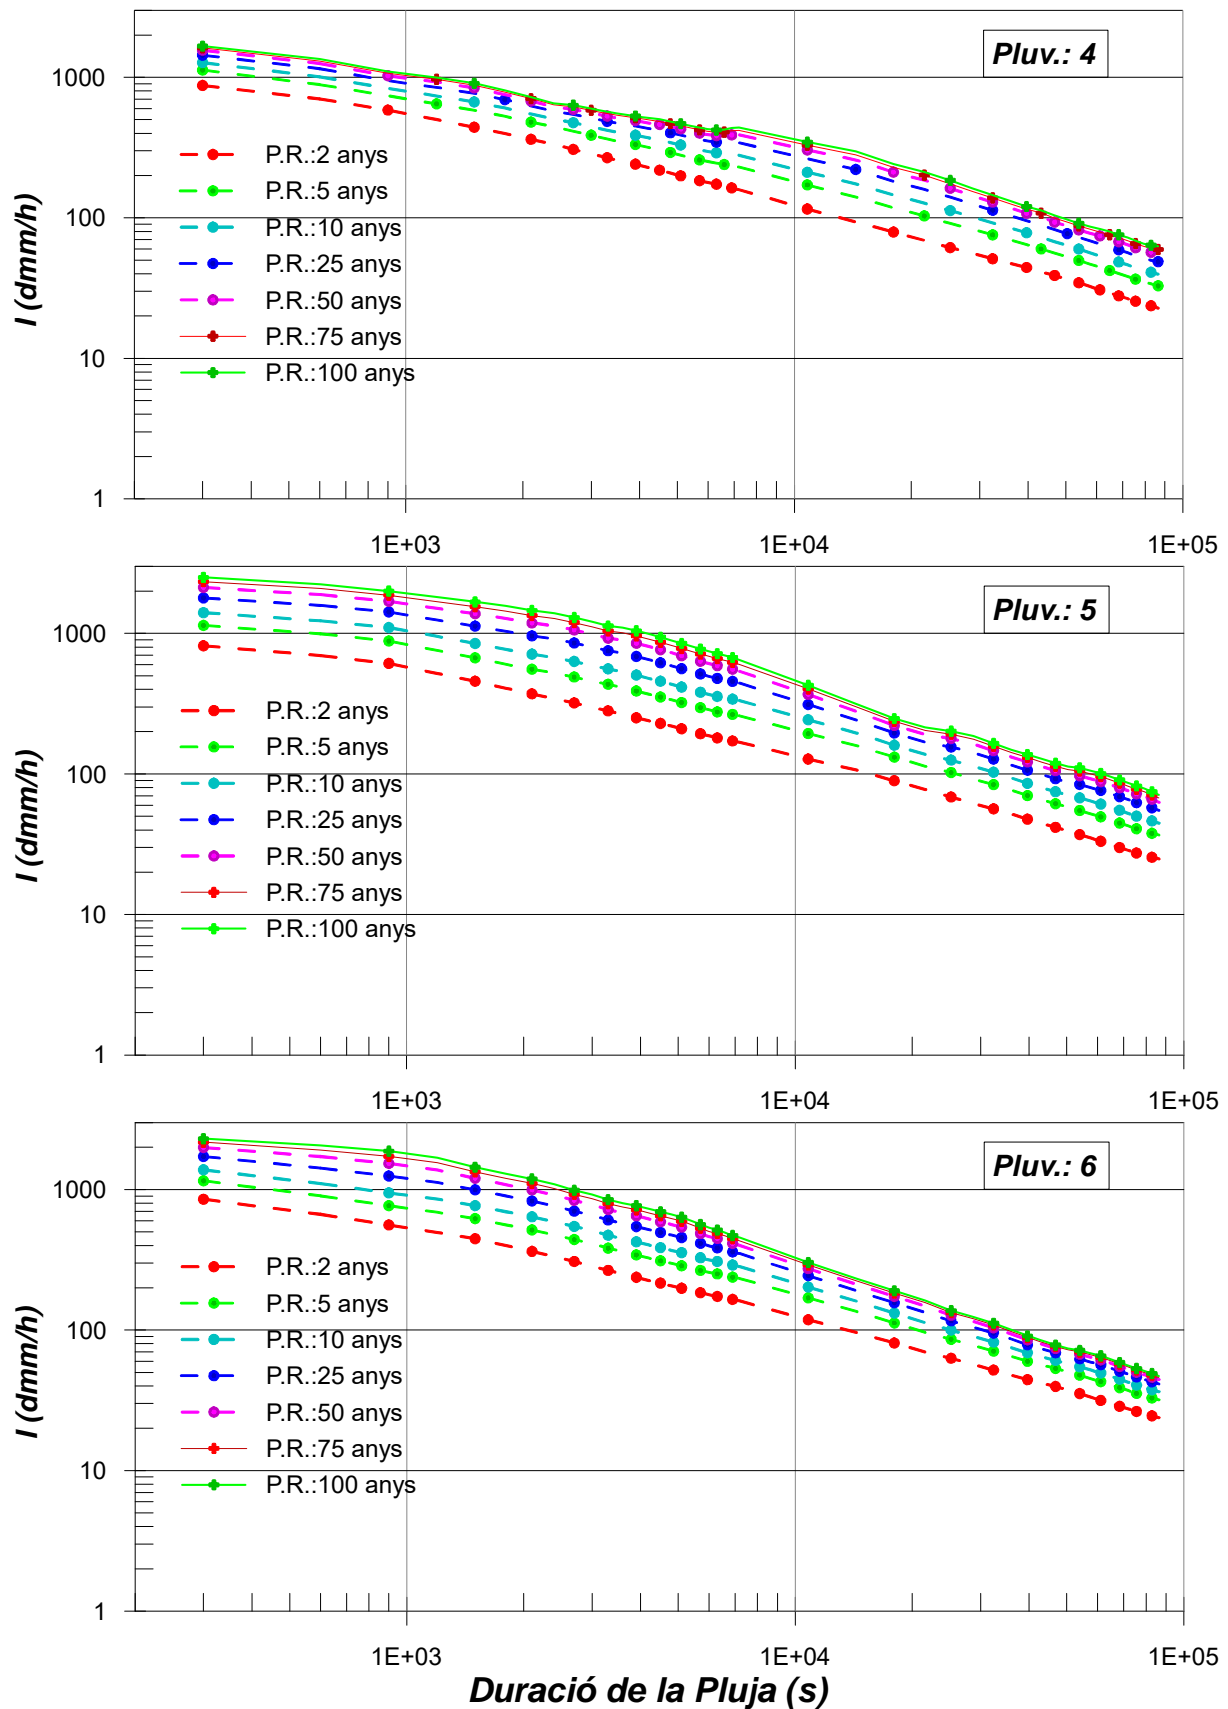 Pluv.: 4
1000
100
10
1
I (dmm/h)
P.R.:2 anys
P.R.:5 anys
P.R.:10 anys
P.R.:25 anys
P.R.:50 anys
P.R.:75 anys
P.R.:100 anys
1E+03 1E+04 1E+05
Pluv.: 5
1000
100
10
1
I (dmm/h)
P.R.:2 anys
P.R.:5 anys
P.R.:10 anys
P.R.:25 anys
P.R.:50 anys
P.R.:75 anys
P.R.:100 anys
1E+03 1E+04 1E+05
Pluv.: 6
1000
100
10
1
I (dmm/h)
P.R.:2 anys
P.R.:5 anys
P.R.:10 anys
P.R.:25 anys
P.R.:50 anys
P.R.:75 anys
P.R.:100 anys
1E+03 1E+04 1E+05
Duració de la Pluja (s)